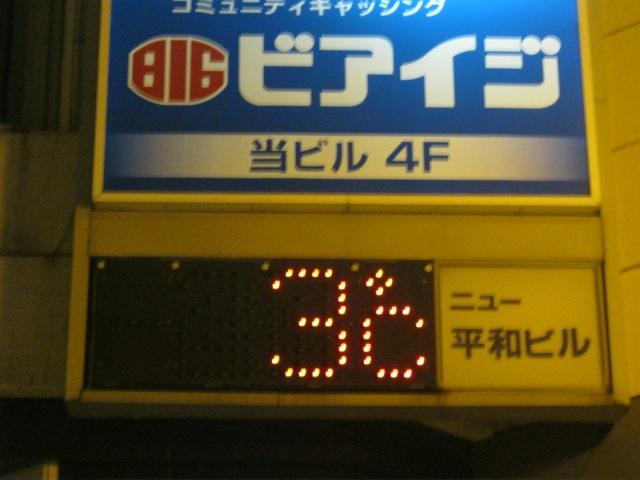 コミュニティキャッシング
816 ビアイジ
当ビル 4F
3℃
ニュー
平和ビル